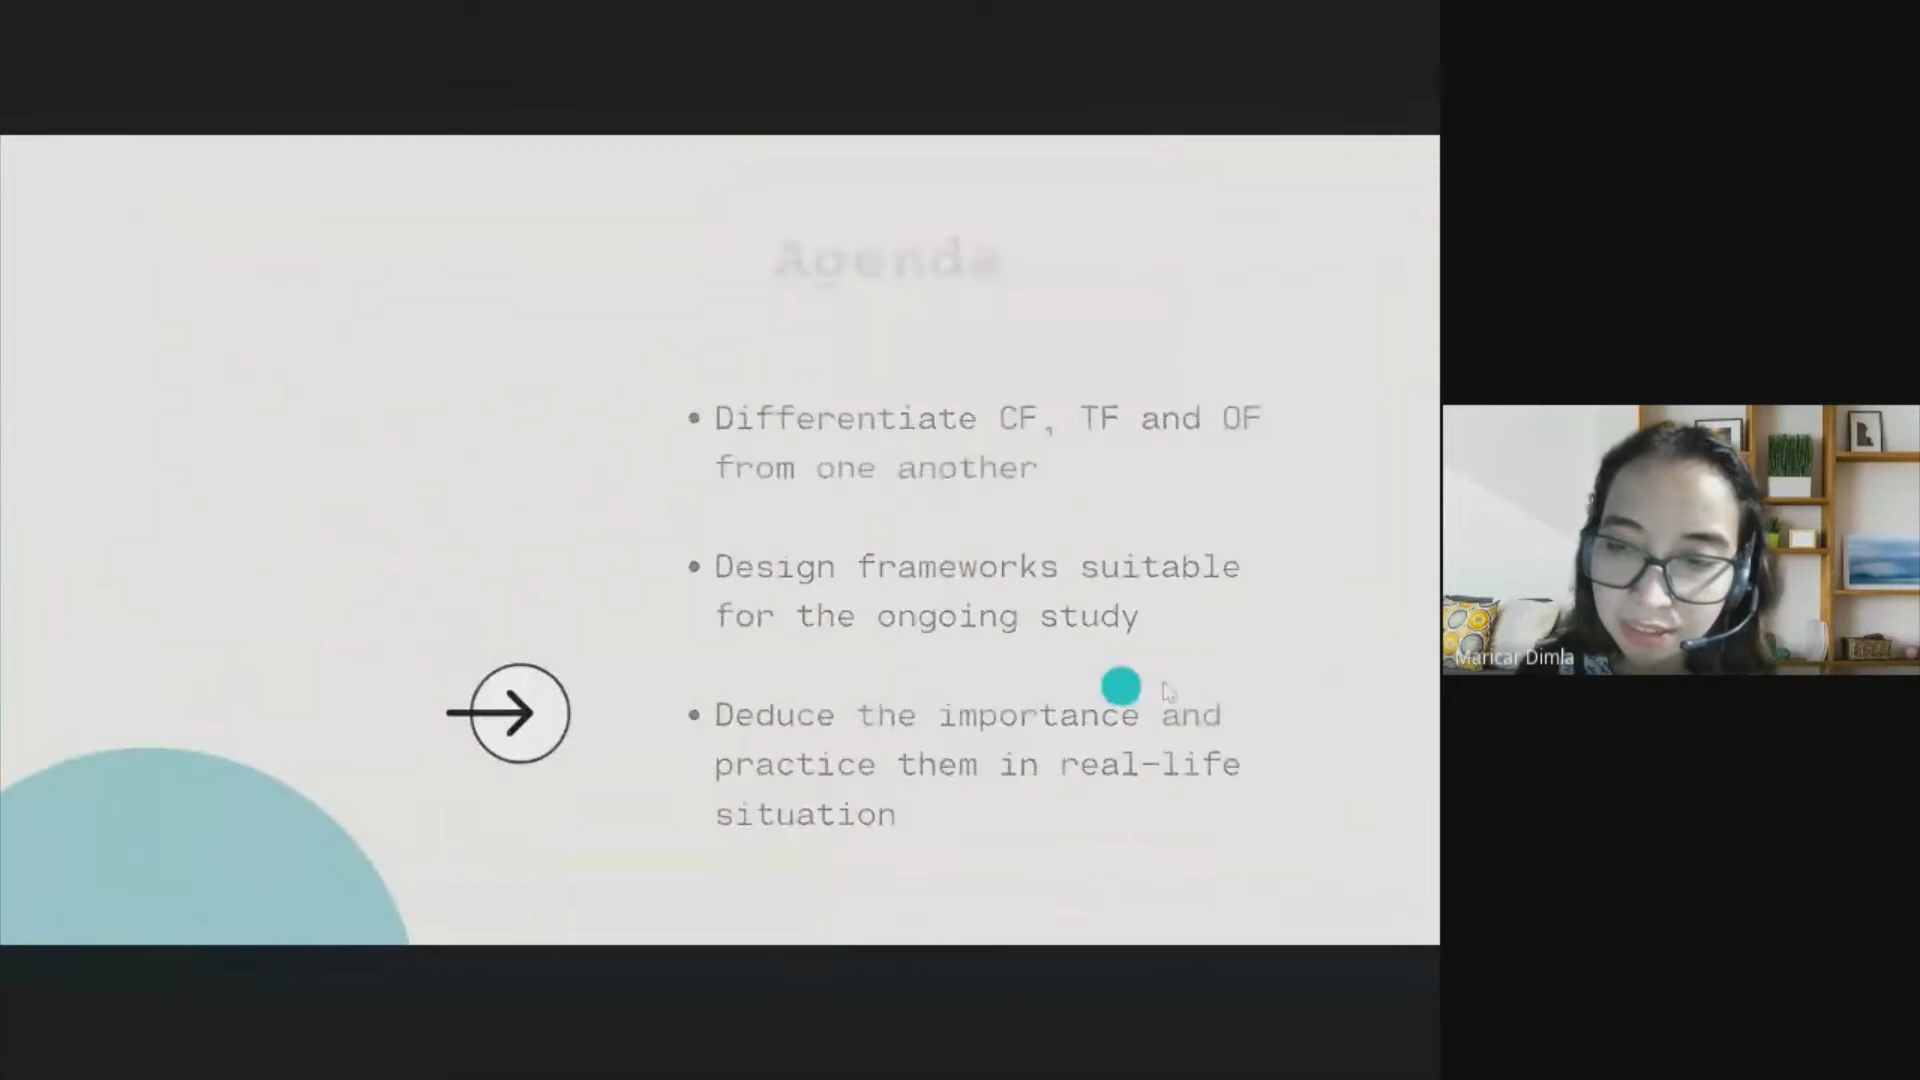 Agenda
• Differentiate CF, TF and OF
from one another
• Design frameworks suitable
for the ongoing study
• Deduce the importance and
practice them in real-life
situation
Maricar Dimla